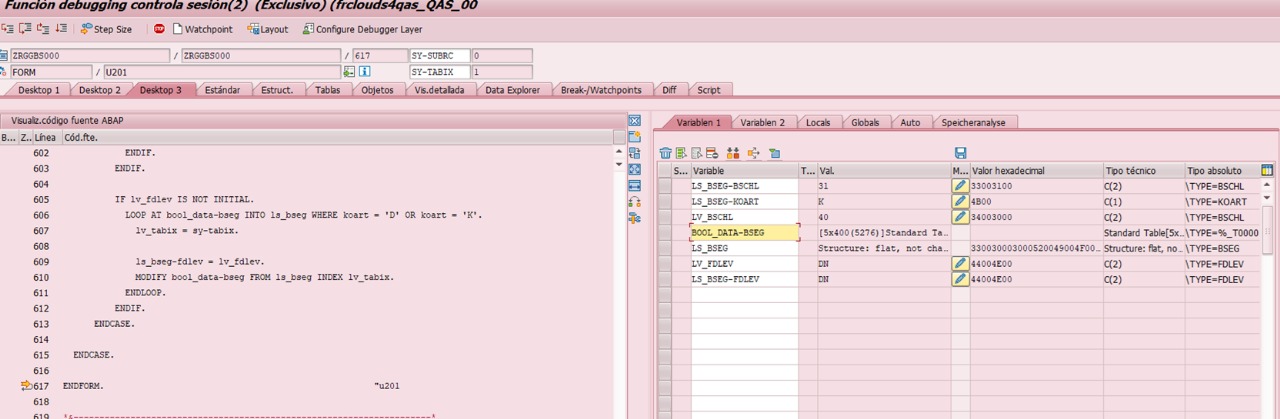 Función debugging controla sesión(2) (Exclusivo) (frclouds4qas_QAS_00
Step Size Watchpoint Layout Configure Debugger Layer
ZRGGBS000 / ZRGGBS000 / 617 SY-SUBRC 0
FORM / U201 SY-TABIX 1
Desktop 1 Desktop 2 Desktop 3 Estándar Estruct. Tablas Objetos Vis.detallada Data Explorer Break-/Watchpoints Diff Script
Visualiz.código fuente ABAP
B... Z.. Línea Cód.fte.
602 ENDIF.
603 ENDIF.
604
605 IF lv_fdlev IS NOT INITIAL.
606 LOOP AT bool_data-bseg INTO ls_bseg WHERE koart = 'D' OR koart = 'K'.
607 lv_tabix = sy-tabix.
608
609 ls_bseg-fdlev = lv_fdlev.
610 MODIFY bool_data-bseg FROM ls_bseg INDEX lv_tabix.
611 ENDLOOP.
612 ENDIF.
613 ENDCASE.
614
615 ENDCASE.
616
617 ENDFORM. "u201
618
619 *&---------------------------------------------------------------------*
Variablen 1 Variablen 2 Locals Globals Auto Speicheranalyse
S... Variable T... Val. M... Valor hexadecimal Tipo técnico Tipo absoluto
LS_BSEG-BSCHL 31 33003100 C(2) \TYPE=BSCHL
LS_BSEG-KOART K 4B00 C(1) \TYPE=KOART
LV_BSCHL 40 34003000 C(2) \TYPE=BSCHL
BOOL_DATA-BSEG [5x400(5276)]Standard Ta... Standard Table[5x... \TYPE=%_T0000
LS_BSEG Structure: flat, not cha... 330030003000520049004F00... Structure: flat, no... \TYPE=BSEG
LV_FDLEV DN 44004E00 C(2) \TYPE=FDLEV
LS_BSEG-FDLEV DN 44004E00 C(2) \TYPE=FDLEV